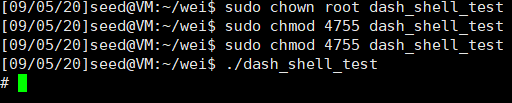 [09/05/20]seed@VM:~/wei$ sudo chown root dash_shell_test
[09/05/20]seed@VM:~/wei$ sudo chmod 4755 dash_shell_test
[09/05/20]seed@VM:~/wei$ sudo chmod 4755 dash_shell_test
[09/05/20]seed@VM:~/wei$ ./dash_shell_test
#